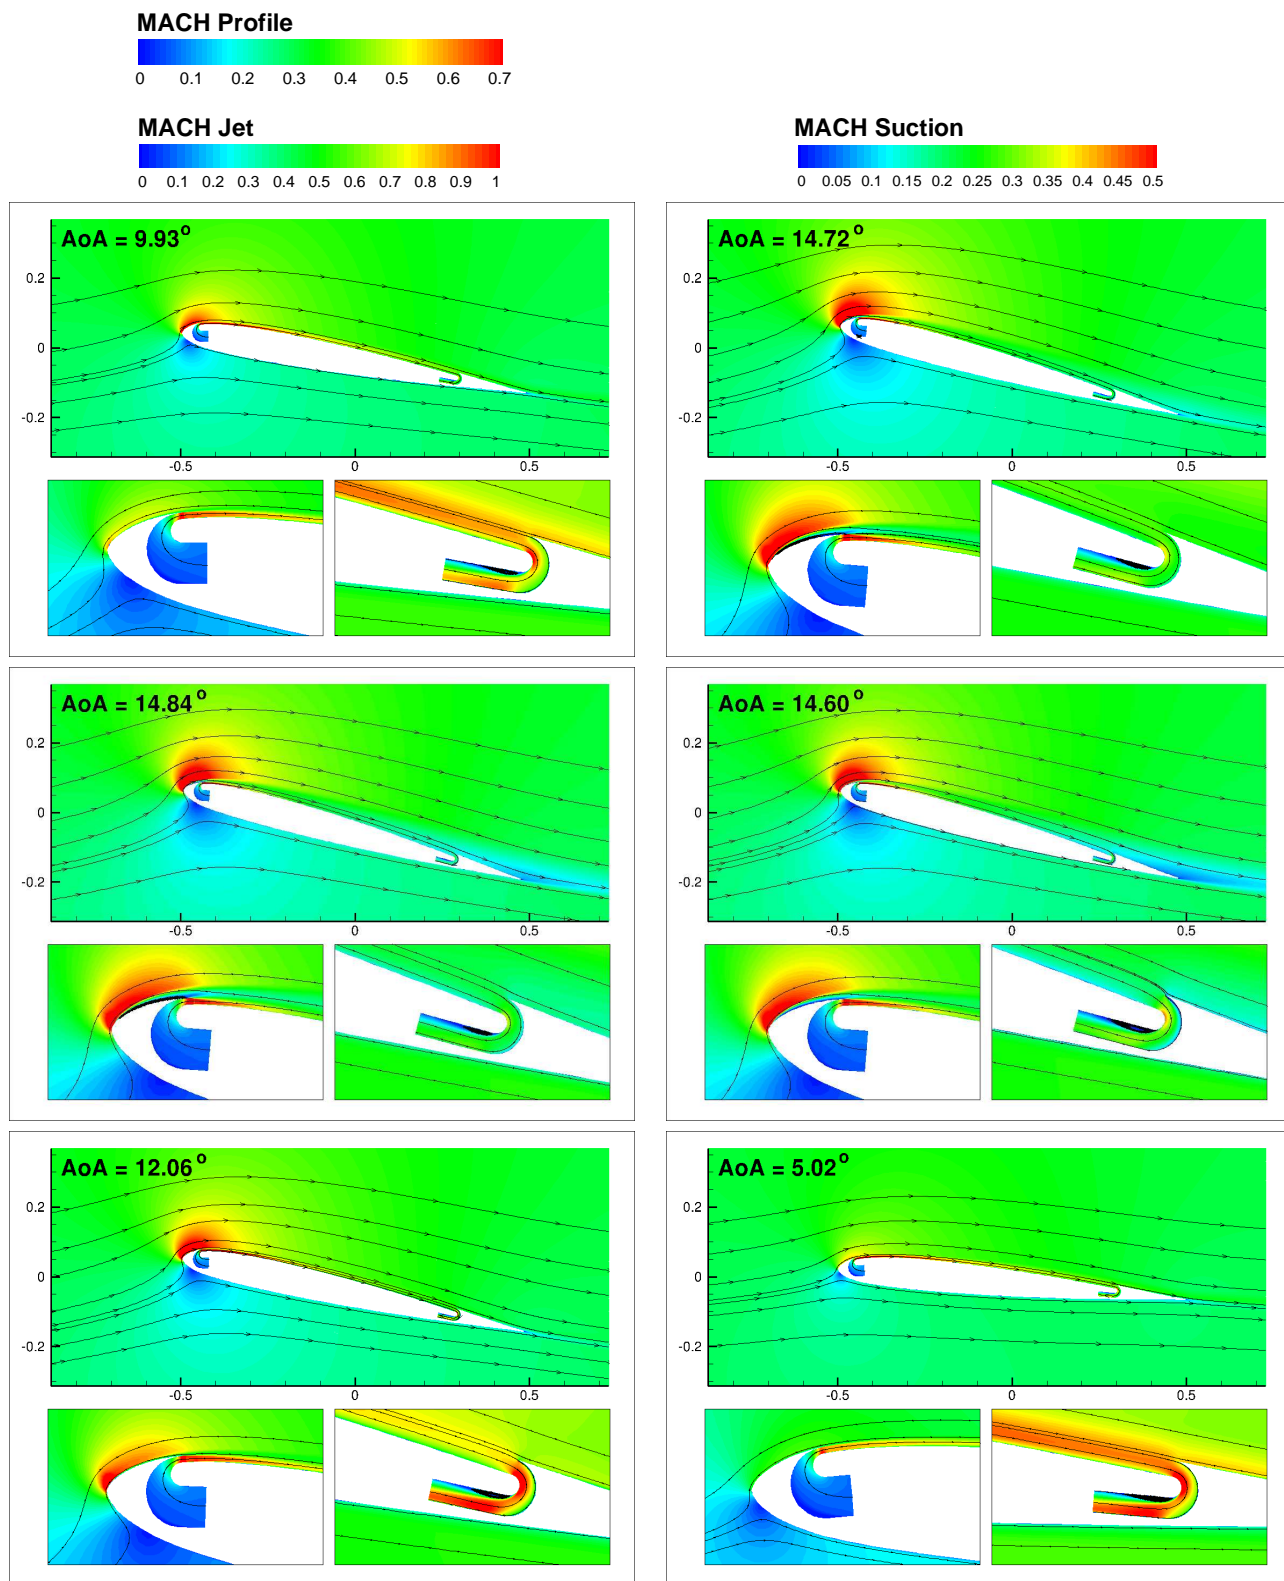 MACH Profile
0 0.1 0.2 0.3 0.4 0.5 0.6 0.7
MACH Jet
0 0.1 0.2 0.3 0.4 0.5 0.6 0.7 0.8 0.9 1
MACH Suction
0 0.05 0.1 0.15 0.2 0.25 0.3 0.35 0.4 0.45 0.5
AoA = 9.93°
0.2
0
-0.2
-0.5 0 0.5
AoA = 14.72°
0.2
0
-0.2
-0.5 0 0.5
AoA = 14.84°
0.2
0
-0.2
-0.5 0 0.5
AoA = 14.60°
0.2
0
-0.2
-0.5 0 0.5
AoA = 12.06°
0.2
0
-0.2
-0.5 0 0.5
AoA = 5.02°
0.2
0
-0.2
-0.5 0 0.5